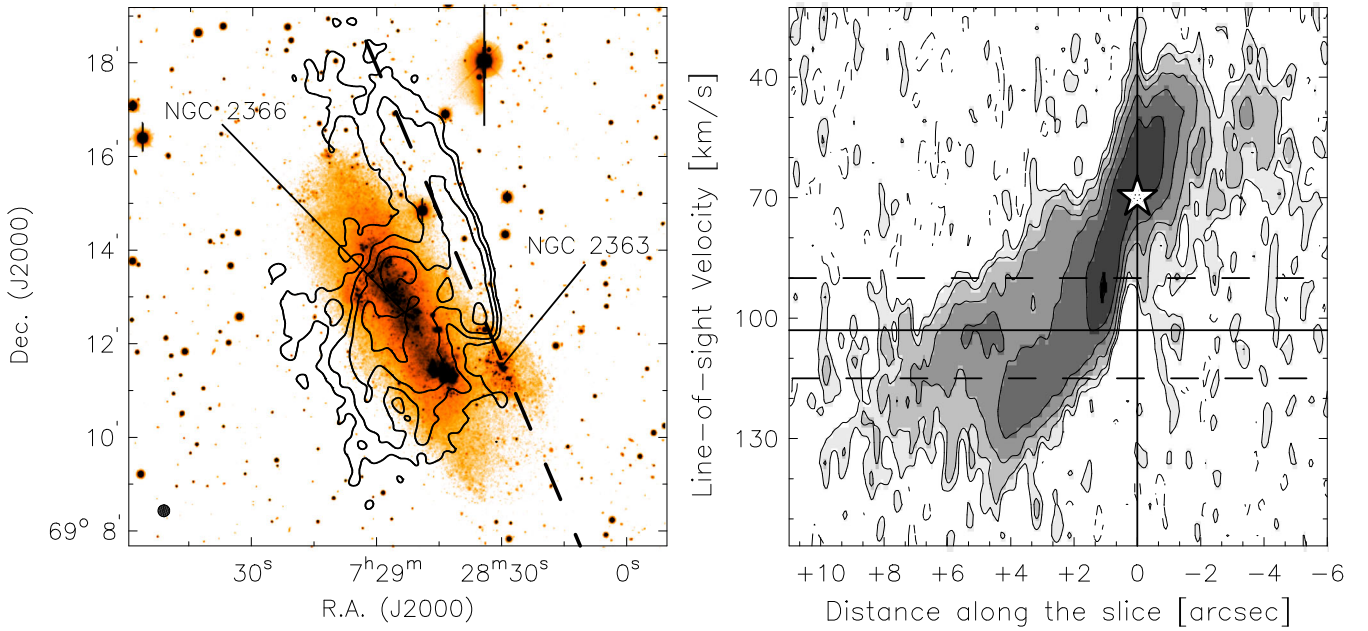 NGC 2366
NGC 2363
18'
16'
14'
12'
10'
69° 8'
Dec. (J2000)
30ˢ
7ʰ29ᵐ
28ᵐ30ˢ
0ˢ
R.A. (J2000)
40
70
100
130
Line-of-sight Velocity [km/s]
+10
+8
+6
+4
+2
0
-2
-4
-6
Distance along the slice [arcsec]